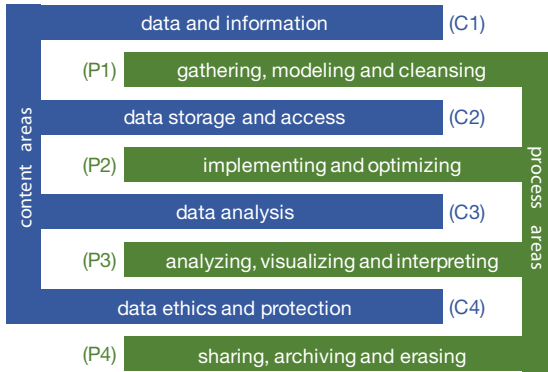 data and information (C1)
(P1) gathering, modeling and cleansing
data storage and access (C2)
(P2) implementing and optimizing
data analysis (C3)
(P3) analyzing, visualizing and interpreting
data ethics and protection (C4)
(P4) sharing, archiving and erasing
content areas
process areas